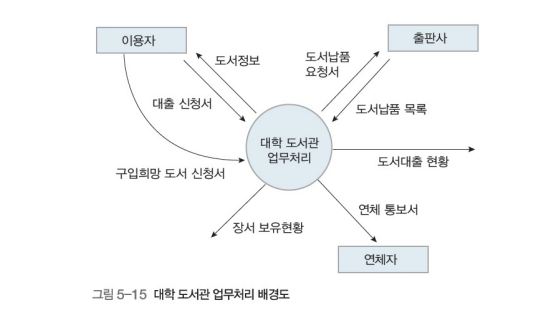 이용자
출판사
도서정보
도서납품
요청서
대출 신청서
도서납품 목록
대학 도서관
업무처리
도서대출 현황
구입희망 도서 신청서
연체 통보서
장서 보유현황
연체자
그림 5-15 대학 도서관 업무처리 배경도